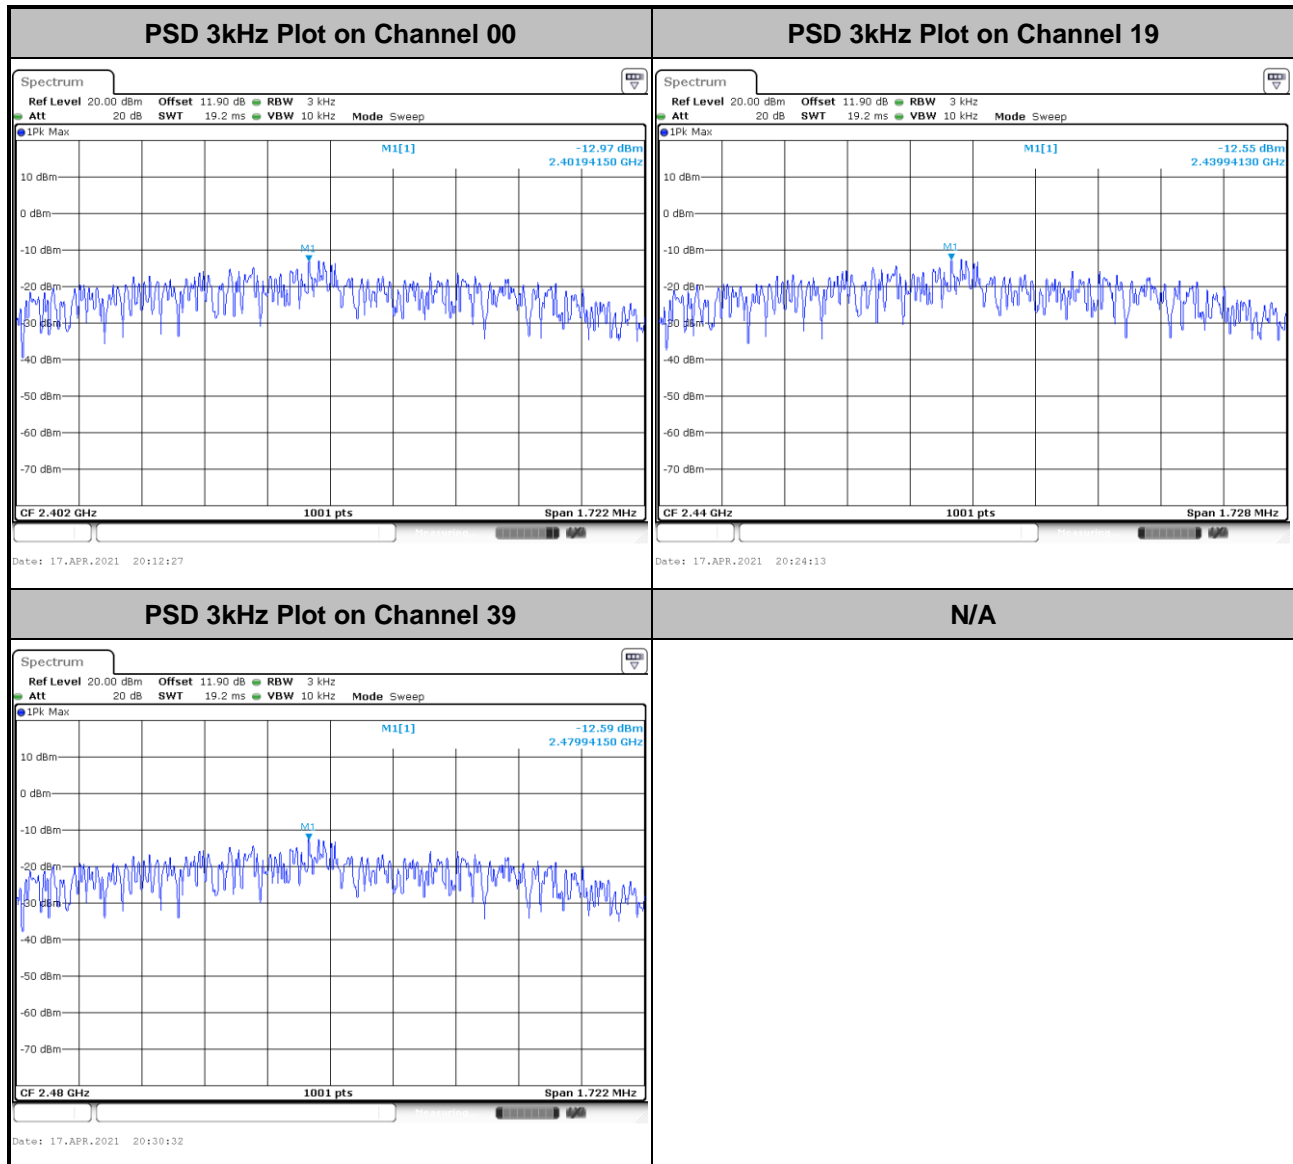 PSD 3kHz Plot on Channel 00
Spectrum
Ref Level 20.00 dBm Offset 11.90 dB RBW 3 kHz
Att 20 dB SWT 19.2 ms VBW 10 kHz Mode Sweep
1Pk Max
M1[1] -12.97 dBm
2.40194150 GHz
10 dBm
0 dBm
M1
-10 dBm
-20 dBm
-30 dBm
-40 dBm
-50 dBm
-60 dBm
-70 dBm
CF 2.402 GHz 1001 pts Span 1.722 MHz
Measuring
Date: 17.APR.2021 20:12:27
PSD 3kHz Plot on Channel 19
Spectrum
Ref Level 20.00 dBm Offset 11.90 dB RBW 3 kHz
Att 20 dB SWT 19.2 ms VBW 10 kHz Mode Sweep
1Pk Max
M1[1] -12.55 dBm
2.43994130 GHz
10 dBm
0 dBm
M1
-10 dBm
-20 dBm
-30 dBm
-40 dBm
-50 dBm
-60 dBm
-70 dBm
CF 2.44 GHz 1001 pts Span 1.728 MHz
Measuring
Date: 17.APR.2021 20:24:13
PSD 3kHz Plot on Channel 39
Spectrum
Ref Level 20.00 dBm Offset 11.90 dB RBW 3 kHz
Att 20 dB SWT 19.2 ms VBW 10 kHz Mode Sweep
1Pk Max
M1[1] -12.59 dBm
2.47994150 GHz
10 dBm
0 dBm
M1
-10 dBm
-20 dBm
-30 dBm
-40 dBm
-50 dBm
-60 dBm
-70 dBm
CF 2.48 GHz 1001 pts Span 1.722 MHz
Measuring
Date: 17.APR.2021 20:30:32
N/A